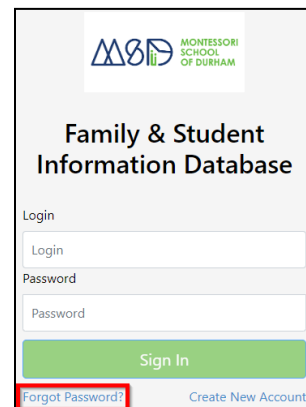 MSD MONTESSORI
SCHOOL
OF DURHAM
Family & Student
Information Database
Login
Login
Password
Password
Sign In
Forgot Password? Create New Account